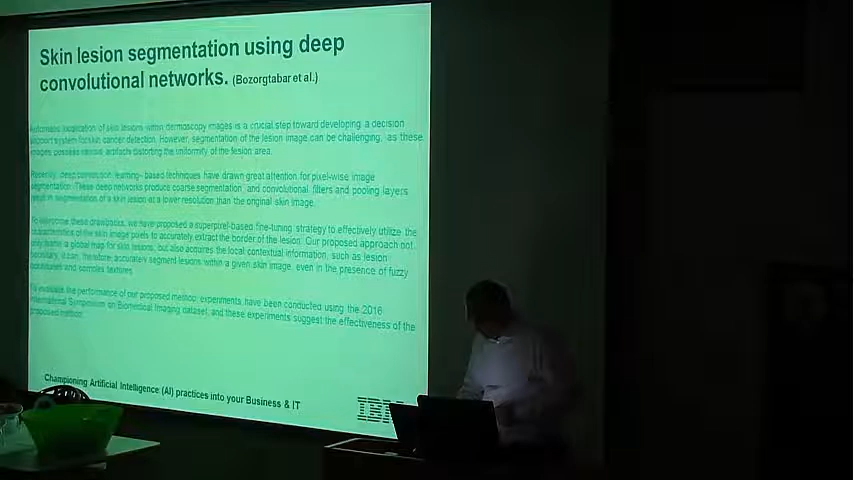 Skin lesion segmentation using deep
convolutional networks. (Bozorgtabar et al.)
Automatic localization of skin lesions within dermoscopy images is a crucial step toward developing a decision
support system for skin cancer detection. However, segmentation of the lesion image can be challenging, as these
images possess various artifacts distorting the uniformity of the lesion area.
Recently, deep convolution learning- based techniques have drawn great attention for pixel-wise image
segmentation. These deep networks produce coarse segmentation, and convolutional filters and pooling layers
result in segmentation of a skin lesion at a lower resolution than the original skin image.
To overcome these drawbacks, we have proposed a superpixel-based fine-tuning strategy to effectively utilize the
characteristics of the skin image pixels to accurately extract the border of the lesion. Our proposed approach not
only learns a global map for skin lesions, but also acquires the local contextual information, such as lesion
boundary. It can, therefore, accurately segment lesions within a given skin image, even in the presence of fuzzy
boundaries and complex textures.
To evaluate the performance of our proposed method, experiments have been conducted using the 2016
International Symposium on Biomedical Imaging dataset, and these experiments suggest the effectiveness of the
proposed method.
Championing Artificial Intelligence (AI) practices into your Business & IT
IBM